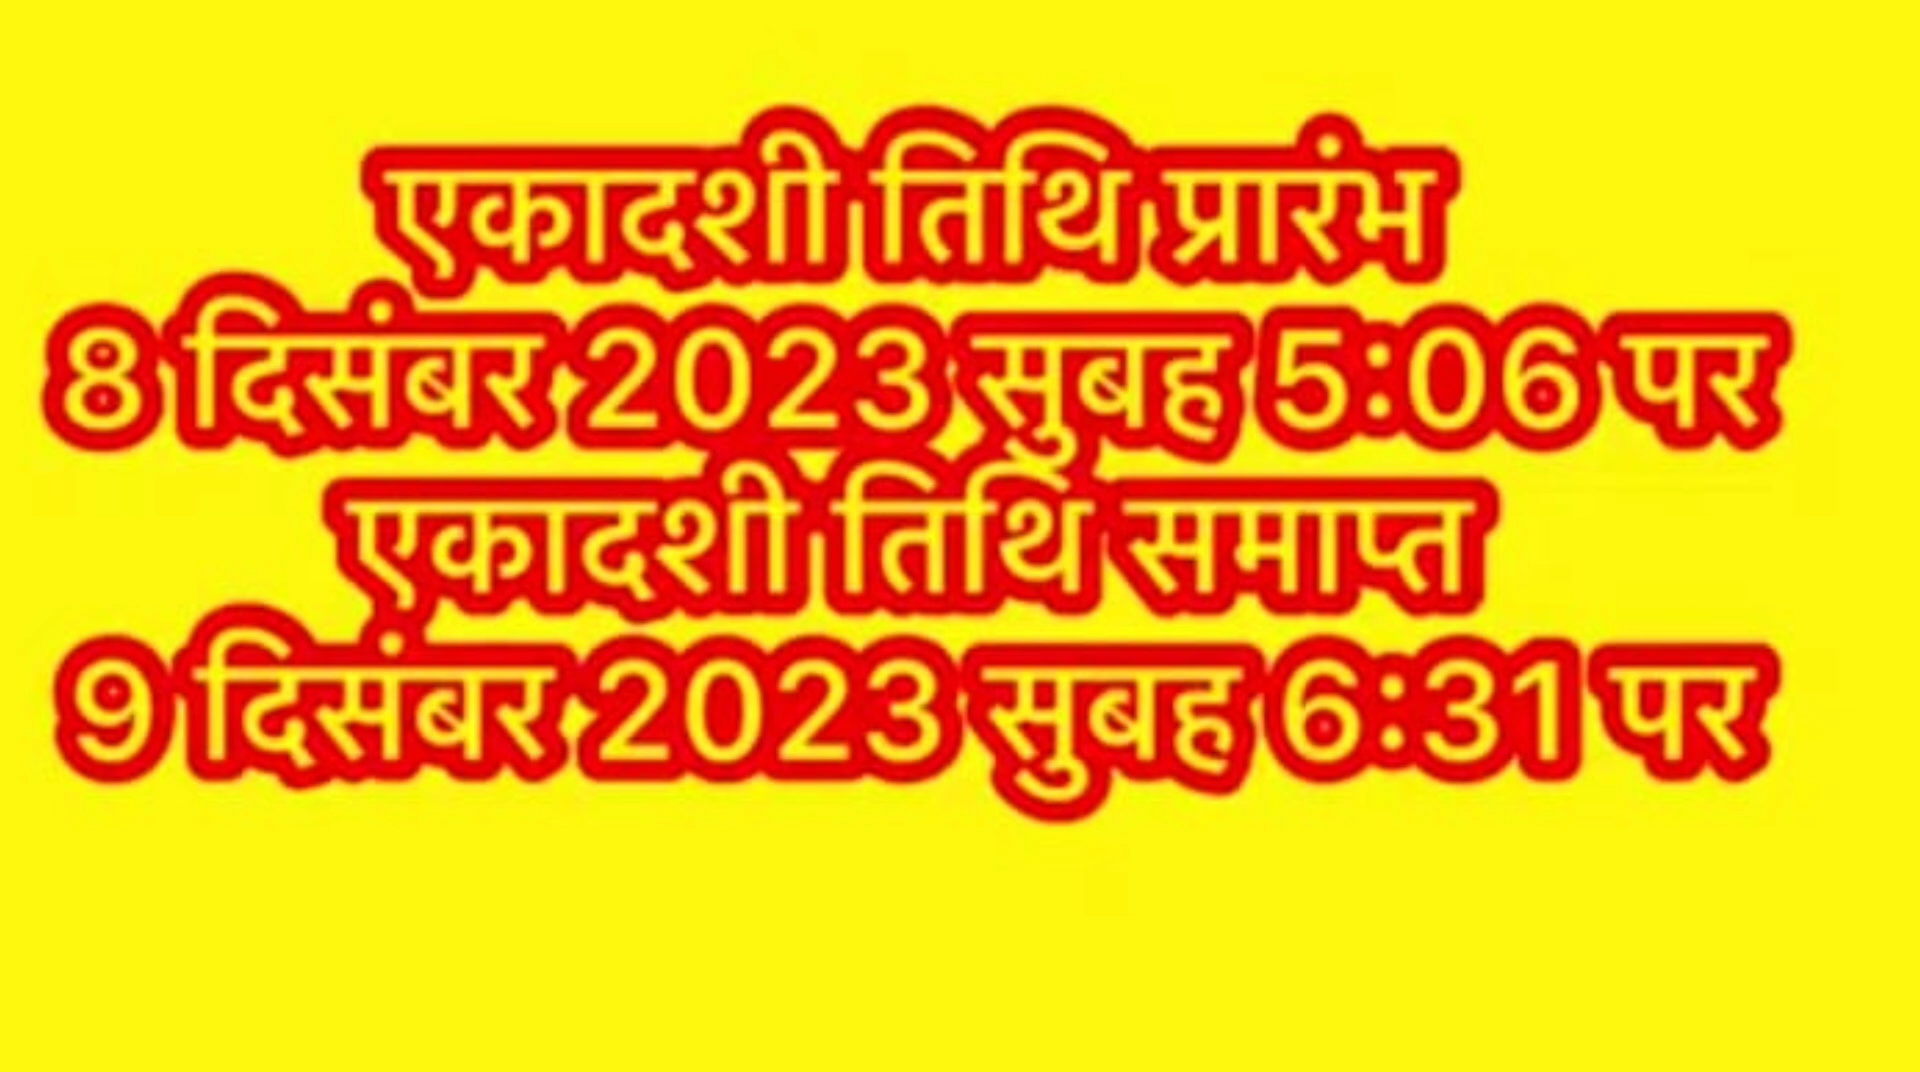 एकादशी तिथि प्रारंभ
8 दिसंबर 2023 सुबह 5:06 पर
एकादशी तिथि समाप्त
9 दिसंबर 2023 सुबह 6:31 पर